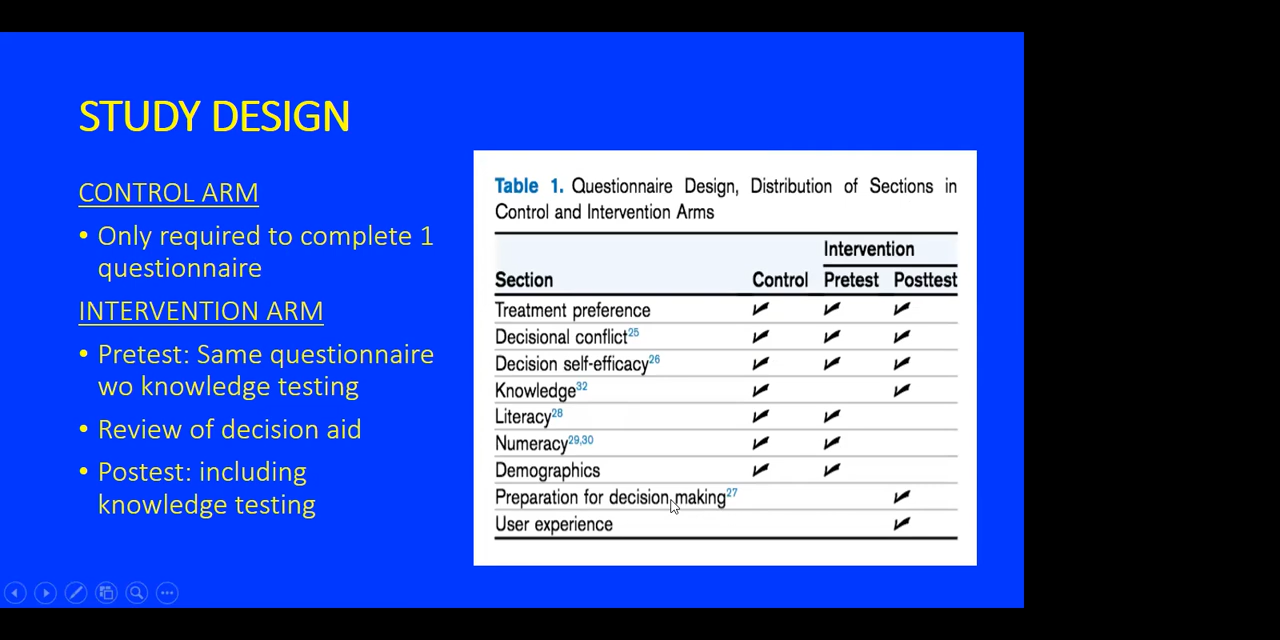 STUDY DESIGN
CONTROL ARM
• Only required to complete 1
questionnaire
INTERVENTION ARM
• Pretest: Same questionnaire
wo knowledge testing
• Review of decision aid
• Postest: including
knowledge testing
Table 1. Questionnaire Design, Distribution of Sections in
Control and Intervention Arms
Intervention
Section Control Pretest Posttest
Treatment preference ✓ ✓ ✓
Decisional conflict25 ✓ ✓ ✓
Decision self-efficacy26 ✓ ✓ ✓
Knowledge32 ✓ ✓
Literacy28 ✓ ✓
Numeracy29,30 ✓ ✓
Demographics ✓ ✓
Preparation for decision making27 ✓
User experience ✓